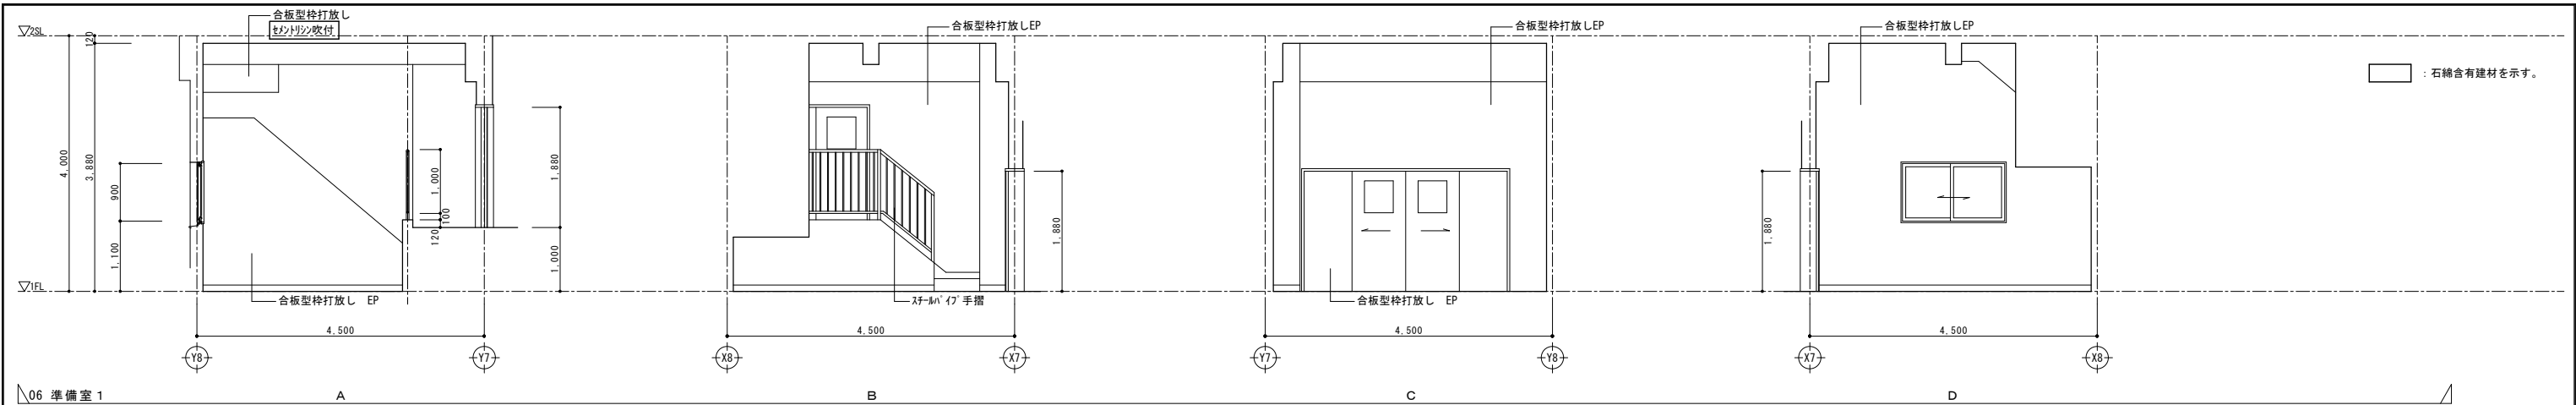 合板型枠打放し
セメントリシン吹付
合板型枠打放しEP
合板型枠打放しEP
合板型枠打放しEP
▽2SL
120
：石綿含有建材を示す。
4,000
3,880
900
1,100
1,000
100
120
1,880
1,000
1,880
1,880
▽1FL
合板型枠打放し EP
スチールパイプ手摺
合板型枠打放し EP
4,500
4,500
4,500
4,500
Y8
Y7
X8
X7
Y7
Y8
X7
X8
06 準備室1
A
B
C
D